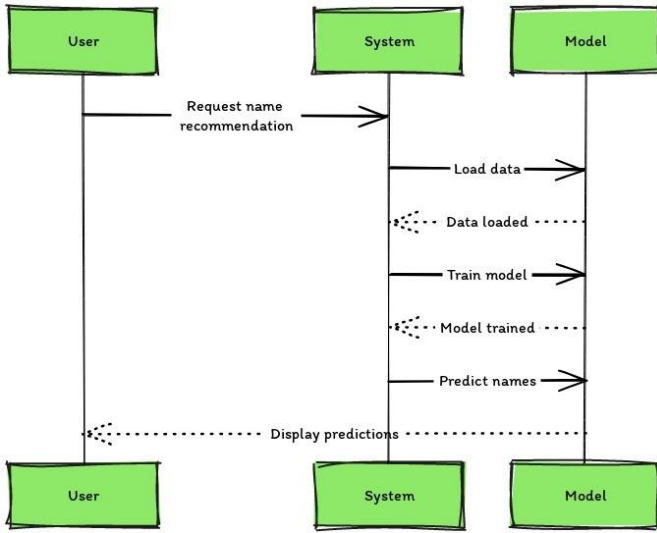 User
System
Model
Request name
recommendation
Load data
Data loaded
Train model
Model trained
Predict names
Display predictions
User
System
Model